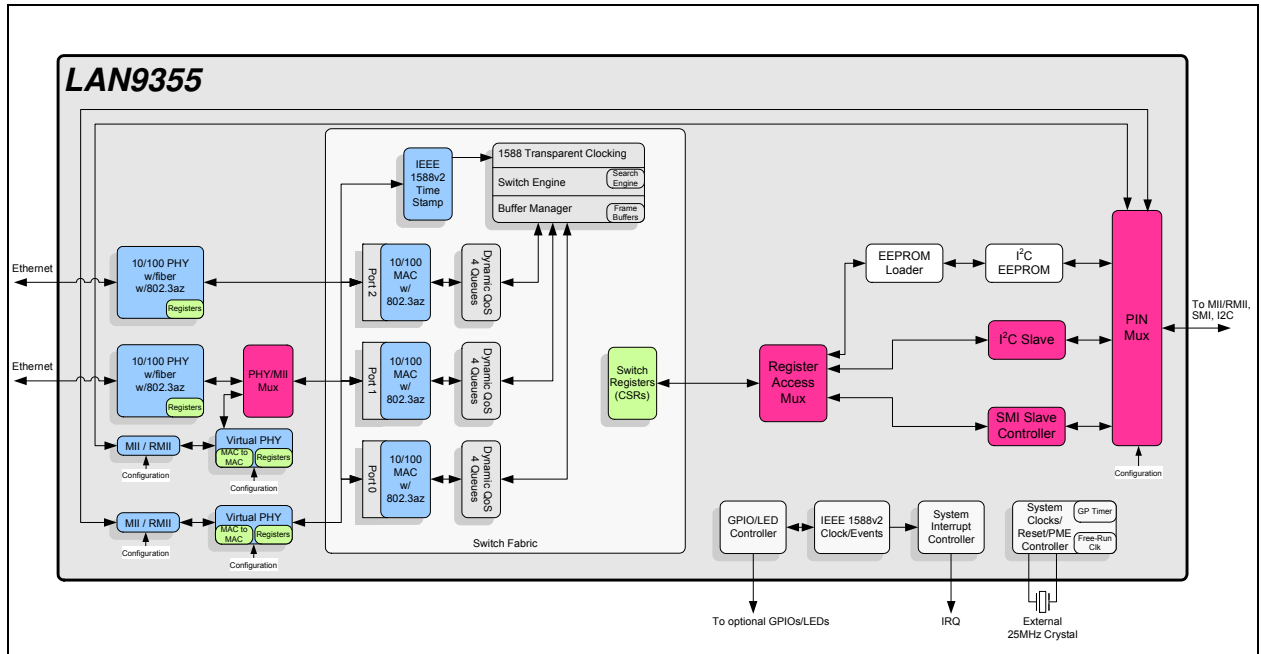 LAN9355
IEEE
1588v2
Time
Stamp
1588 Transparent Clocking
Switch Engine
Search
Engine
Buffer Manager
Frame
Buffers
Ethernet
10/100 PHY
w/fiber
w/802.3az
Registers
Port 2
10/100
MAC
w/
802.3az
Dynamic QoS
4 Queues
EEPROM
Loader
I²C
EEPROM
PIN
Mux
To MII/RMII,
SMI, I2C
Ethernet
10/100 PHY
w/fiber
w/802.3az
Registers
PHY/MII
Mux
Port 1
10/100
MAC
w/
802.3az
Dynamic QoS
4 Queues
Switch
Registers
(CSRs)
Register
Access
Mux
I²C Slave
SMI Slave
Controller
Configuration
MII / RMII
Configuration
Virtual PHY
MAC to
MAC
Registers
Configuration
Port 0
10/100
MAC
w/
802.3az
Dynamic QoS
4 Queues
MII / RMII
Configuration
Virtual PHY
MAC to
MAC
Registers
Configuration
Switch Fabric
GPIO/LED
Controller
IEEE 1588v2
Clock/Events
System
Interrupt
Controller
System
Clocks/
Reset/PME
Controller
GP Timer
Free-Run
Clk
To optional GPIOs/LEDs
IRQ
External
25MHz Crystal